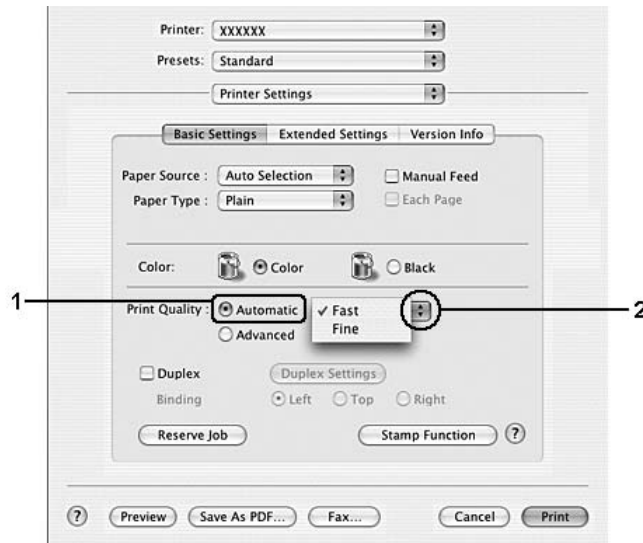 Printer: XXXXXX
Presets: Standard
Printer Settings
Basic Settings Extended Settings Version Info
Paper Source : Auto Selection Manual Feed
Paper Type : Plain Each Page
Color: Color Black
1 Print Quality : Automatic ✓ Fast 2
Fine
Advanced
Duplex Duplex Settings
Binding Left Top Right
Reserve Job Stamp Function ?
? Preview Save As PDF... Fax... Cancel Print